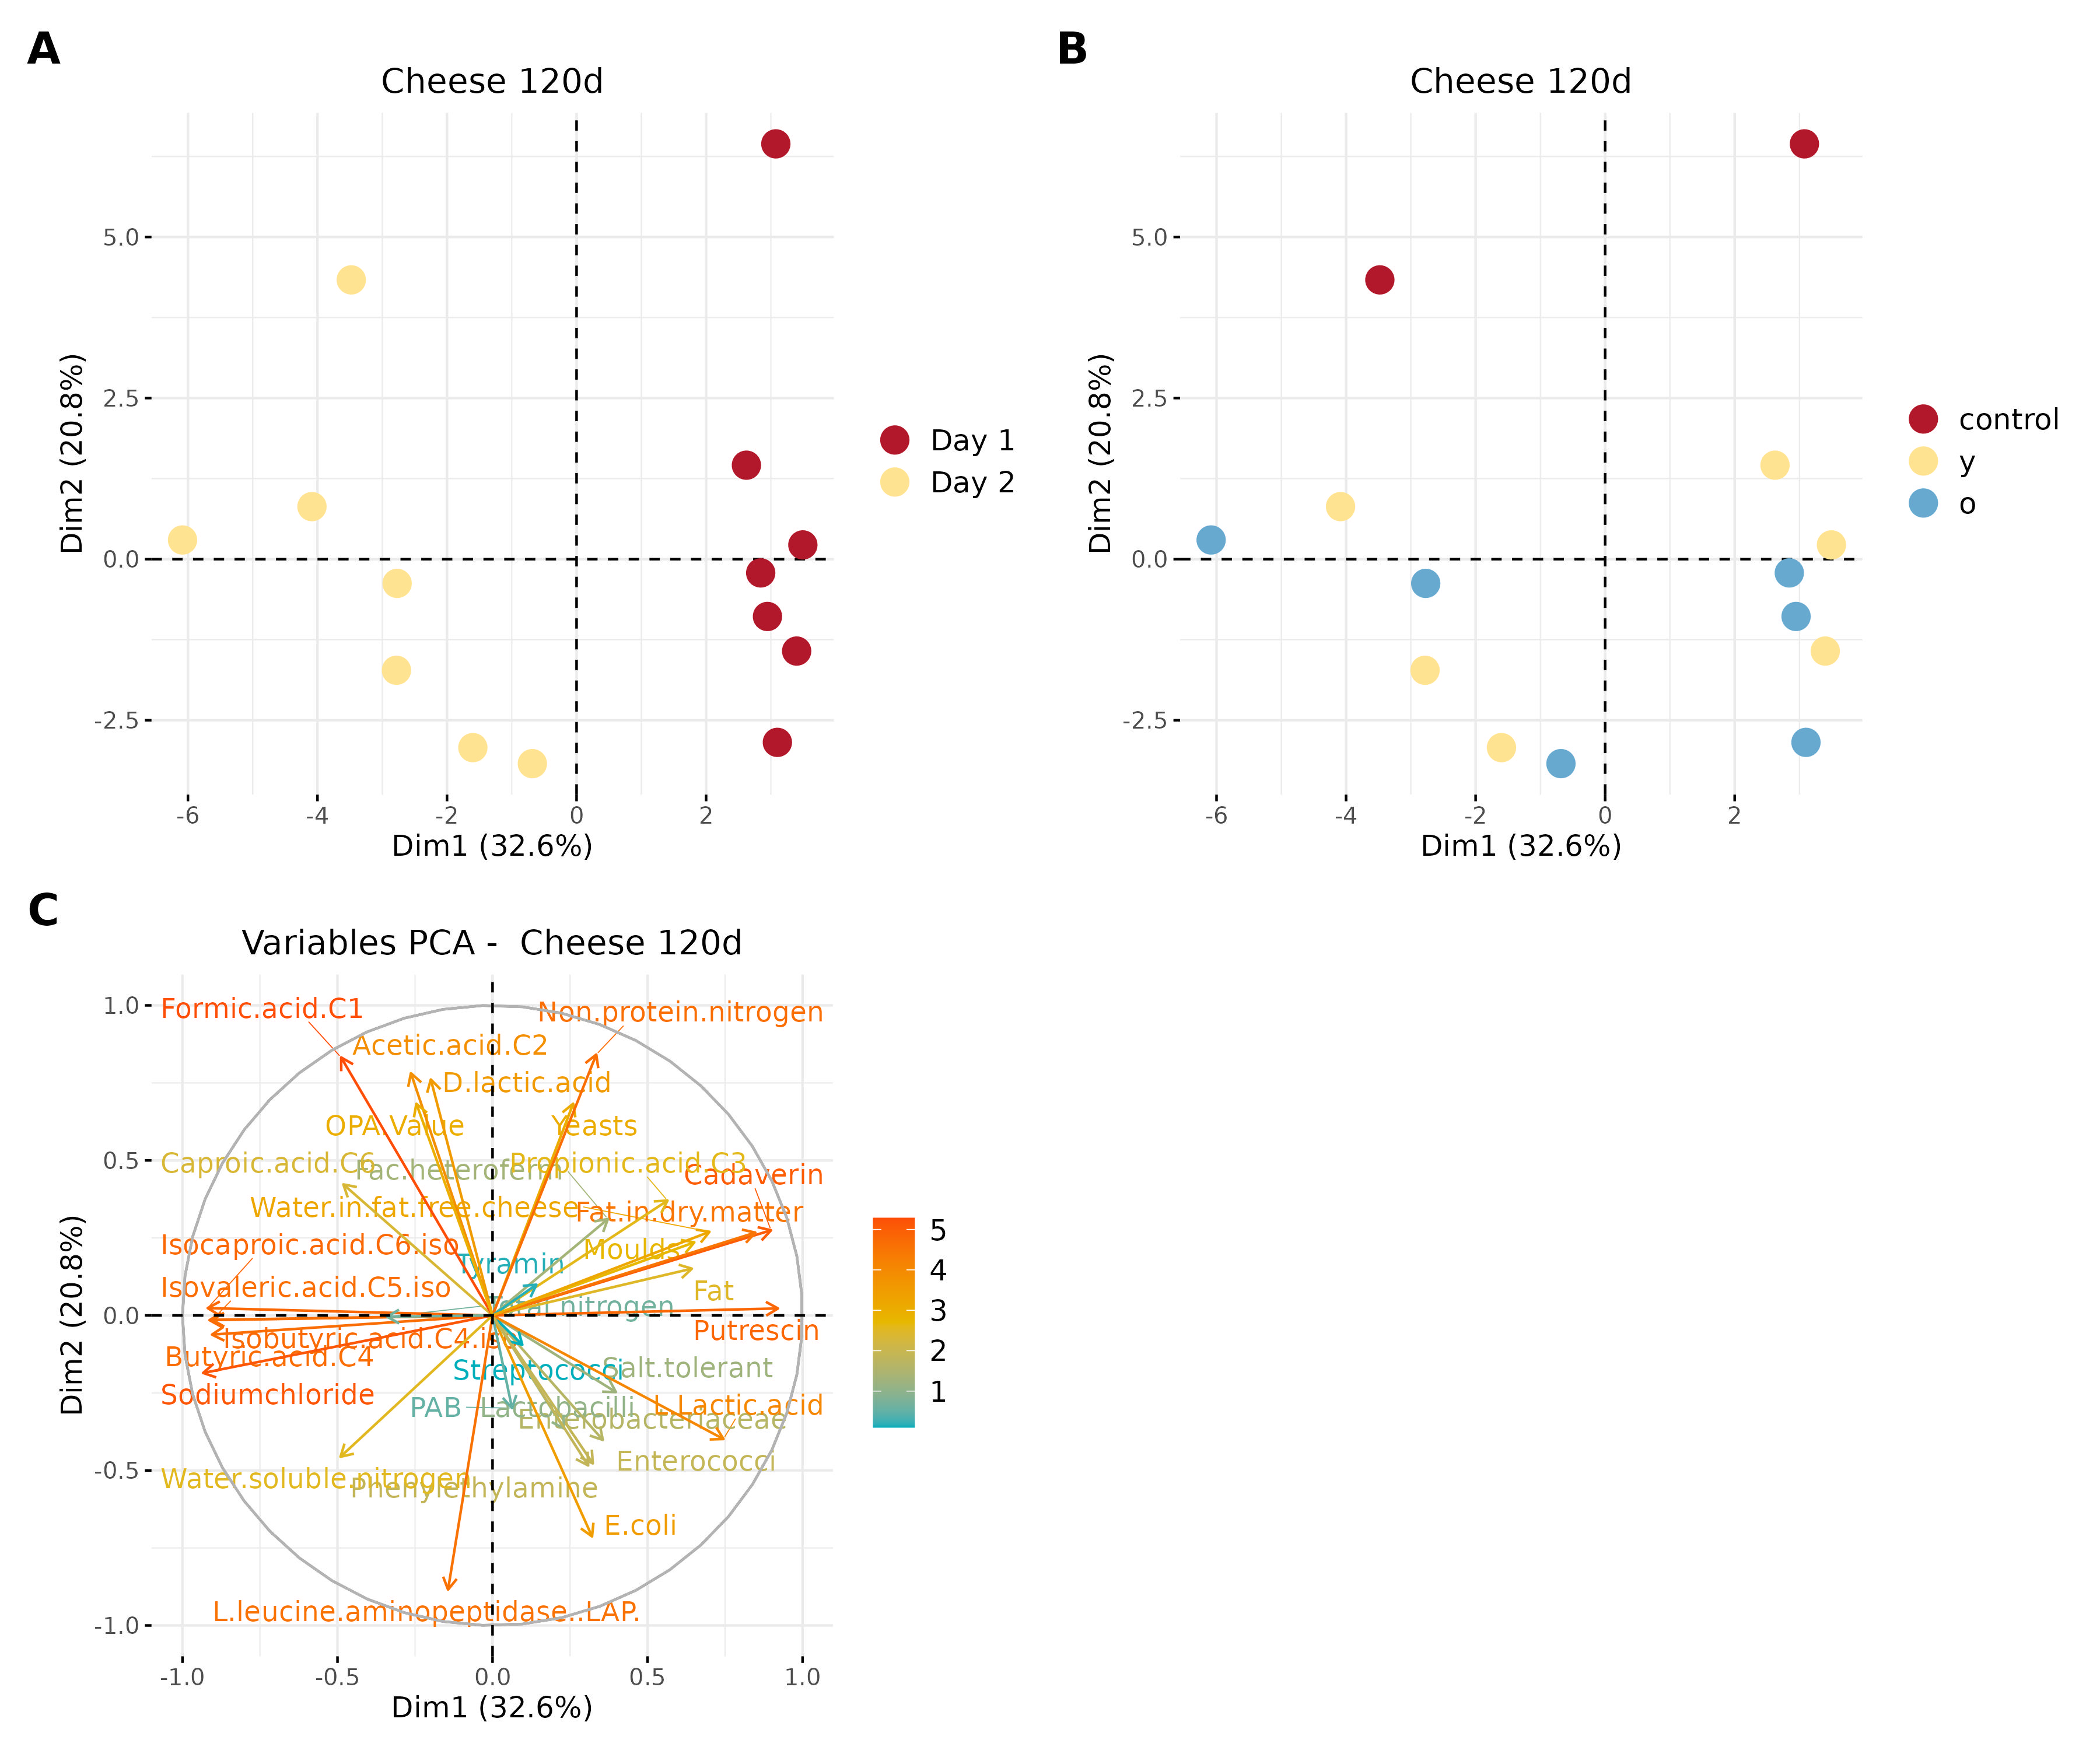 A
Cheese 120d
5.0
2.5
0.0
-2.5
Dim2 (20.8%)
-6 -4 -2 0 2
Dim1 (32.6%)
Day 1
Day 2
B
Cheese 120d
5.0
2.5
0.0
-2.5
Dim2 (20.8%)
-6 -4 -2 0 2
Dim1 (32.6%)
control
y
o
C
Variables PCA - Cheese 120d
1.0
0.5
0.0
-0.5
-1.0
Dim2 (20.8%)
Formic.acid.C1
Non.protein.nitrogen
Acetic.acid.C2
D.lactic.acid
OPA.Value
Yeasts
Caproic.acid.C6
Fac.heteroferm
Propionic.acid.C3
Cadaverin
Water.in.fat.free.cheese
Fat.in.dry.matter
Isocaproic.acid.C6.iso
Tyramin
Moulds
Isovaleric.acid.C5.iso
Fat
Isobutyric.acid.C4.i
Putrescin
Butyric.acid.C4
Streptococci
Salt.tolerant
Sodiumchloride
PAB
Lactobacilli
L.Lactic.acid
Enterobacteriaceae
Enterococci
Water.soluble.nitrogen
Phenylethylamine
E.coli
L.leucine.aminopeptidase..LAP.
-1.0 -0.5 0.0 0.5 1.0
Dim1 (32.6%)
5
4
3
2
1